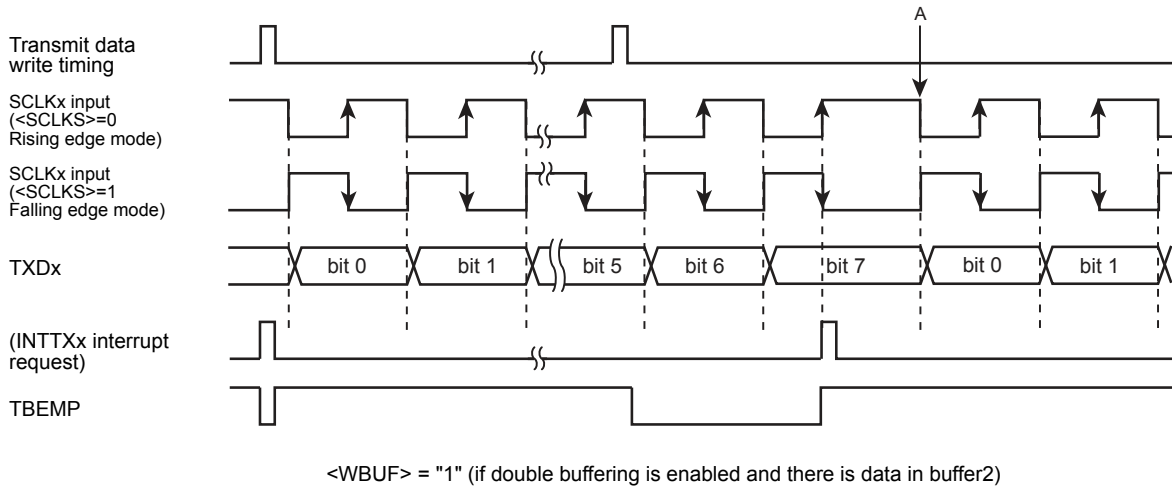 A
Transmit data
write timing
SCLKx input
(<SCLKS>=0
Rising edge mode)
SCLKx input
(<SCLKS>=1
Falling edge mode)
TXDx
bit 0
bit 1
bit 5
bit 6
bit 7
bit 0
bit 1
(INTTXx interrupt
request)
TBEMP
<WBUF> = "1" (if double buffering is enabled and there is data in buffer2)